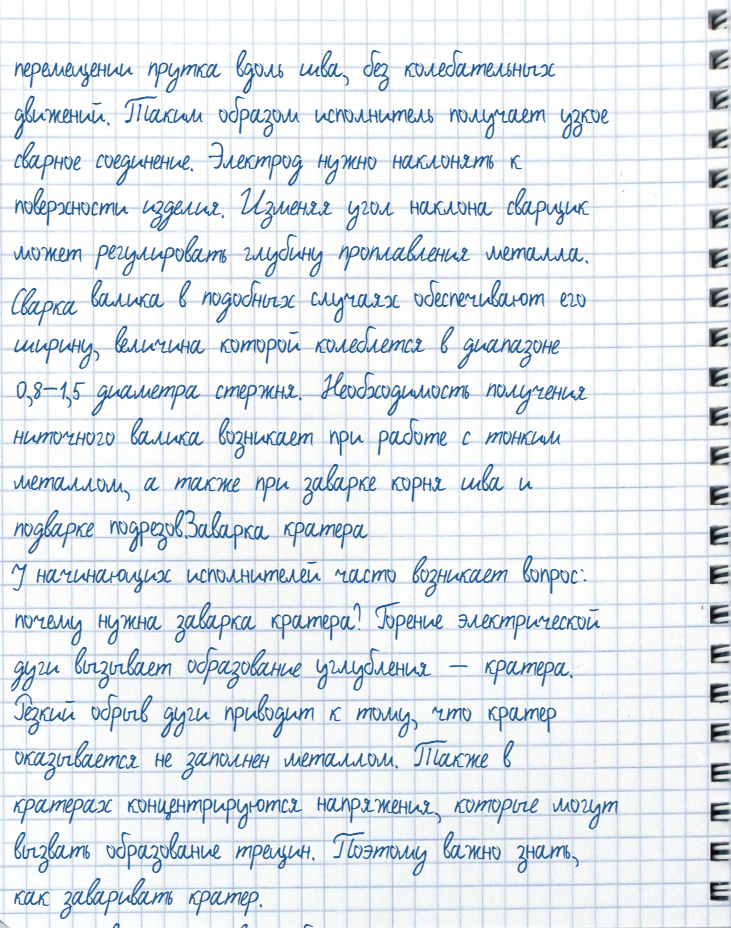 перемещении прутка вдоль шва, без колебательных
движений. Таким образом исполнитель получает узкое
сварное соединение. Электрод нужно наклонять к
поверхности изделия. Изменяя угол наклона сварщик
может регулировать глубину проплавления металла.
Сварка валика в подобных случаях обеспечивают его
ширину, величина которой колеблется в диапазоне
0,8–1,5 диаметра стержня. Необходимость получения
ниточного валика возникает при работе с тонким
металлом, а также при заварке корня шва и
подварке подрезов.Заварка кратера
У начинающих исполнителей часто возникает вопрос:
почему нужна заварка кратера? Горение электрической
дуги вызывает образование углубления – кратера.
Резкий обрыв дуги приводит к тому, что кратер
оказывается не заполнен металлом. Также в
кратерах концентрируются напряжения, которые могут
вызвать образование трещин. Поэтому важно знать,
как заваривать кратер.